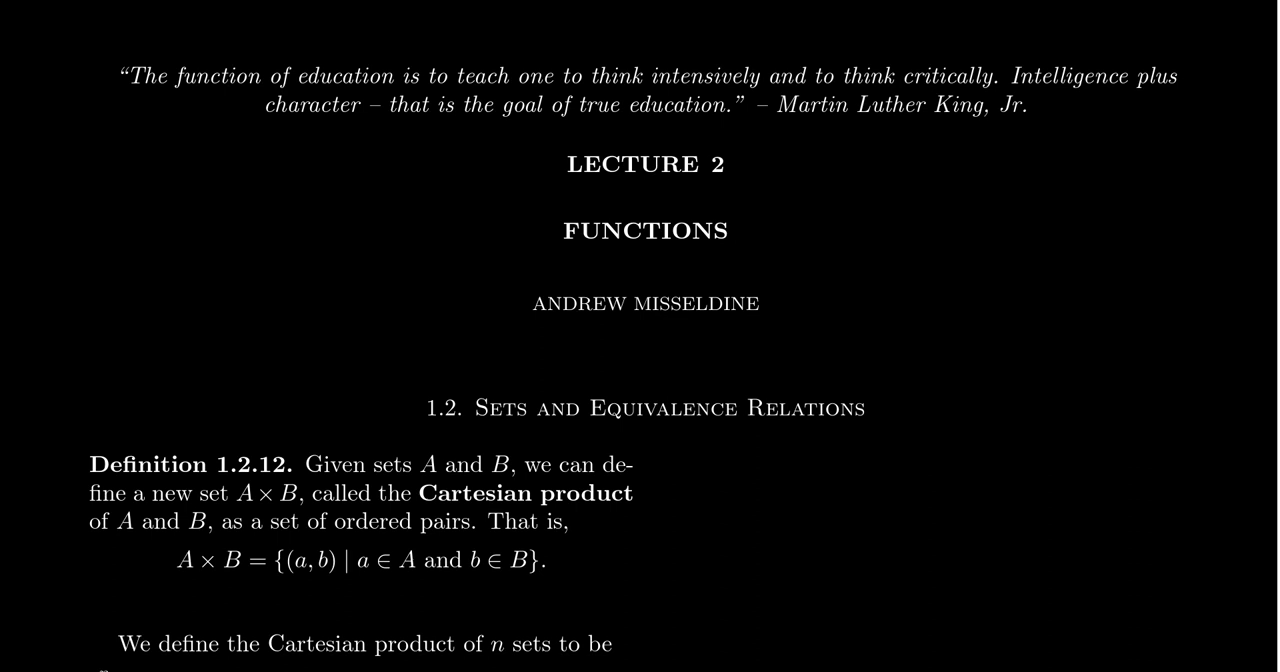 “The function of education is to teach one to think intensively and to think critically. Intelligence plus
character – that is the goal of true education.” – Martin Luther King, Jr.
LECTURE 2
FUNCTIONS
ANDREW MISSELDINE
1.2. Sets and Equivalence Relations
Definition 1.2.12. Given sets A and B, we can de-
fine a new set A × B, called the Cartesian product
of A and B, as a set of ordered pairs. That is,
A × B = {(a, b) | a ∈ A and b ∈ B}.
We define the Cartesian product of n sets to be